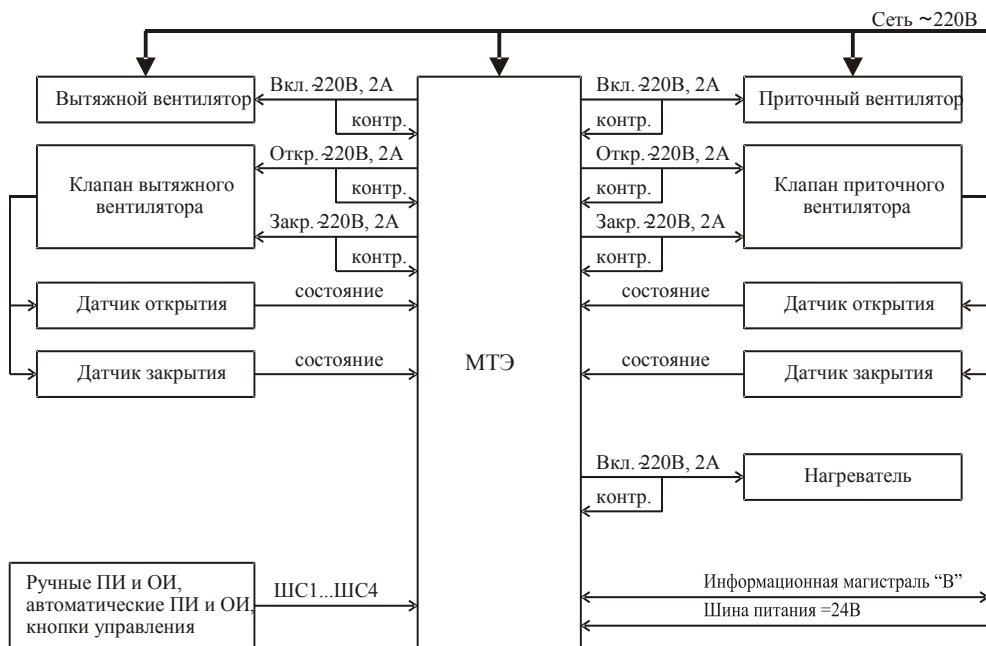 Сеть ~220В
Вкл. ~220В, 2А
Вкл. ~220В, 2А
Вытяжной вентилятор
Приточный вентилятор
контр.
контр.
Откр. ~220В, 2А
Откр. ~220В, 2А
Клапан вытяжного
вентилятора
Клапан приточного
вентилятора
контр.
контр.
Закр. ~220В, 2А
Закр. ~220В, 2А
контр.
контр.
Датчик открытия
состояние
состояние
Датчик открытия
МТЭ
Датчик закрытия
состояние
состояние
Датчик закрытия
Вкл. ~220В, 2А
Нагреватель
контр.
Ручные ПИ и ОИ,
автоматические ПИ и ОИ,
кнопки управления
ШС1...ШС4
Информационная магистраль “В”
Шина питания =24В